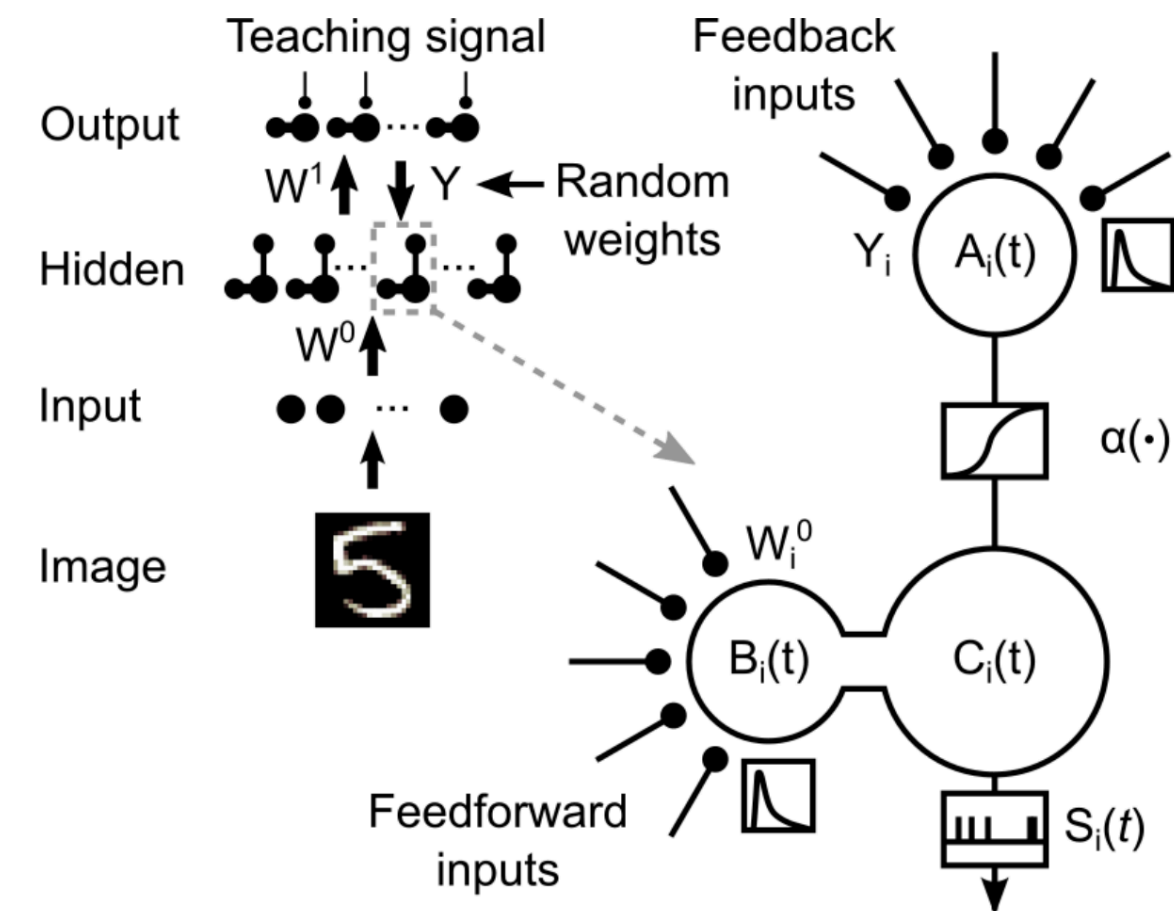 Teaching signal
Output
...
W¹
Y
Random
weights
Hidden
... ...
W⁰
Input
...
Image
5
Feedback
inputs
Yᵢ
Aᵢ(t)
α(·)
Wᵢ⁰
Bᵢ(t)
Cᵢ(t)
Feedforward
inputs
Sᵢ(t)